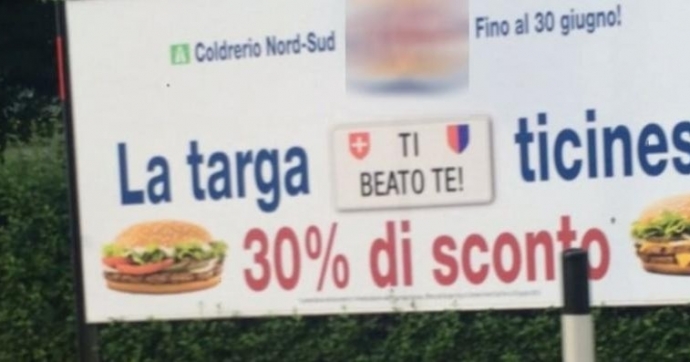 A Coldrerio Nord-Sud
Fino al 30 giugno!
La targa TI ticines
BEATO TE!
30% di sconto